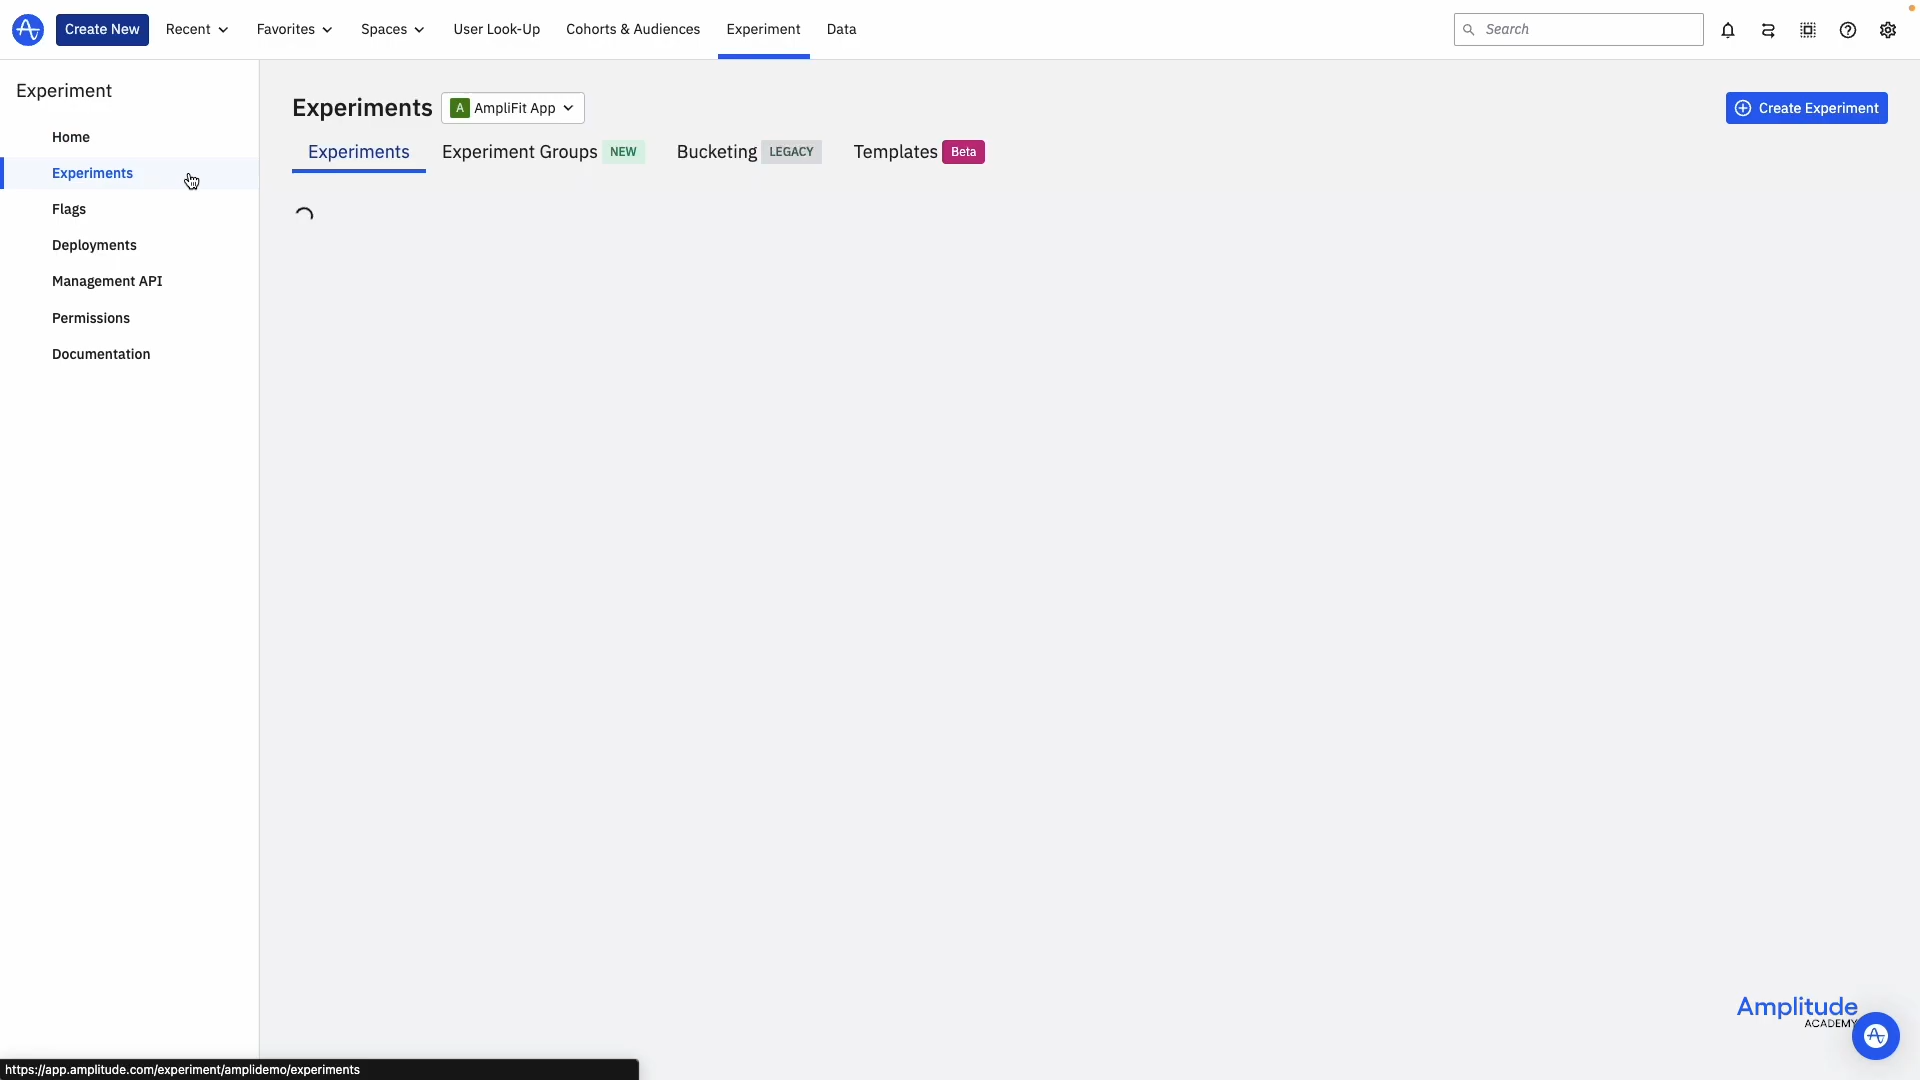 Create New
Recent
Favorites
Spaces
User Look-Up
Cohorts & Audiences
Experiment
Data
Search
Experiment
Home
Experiments
Flags
Deployments
Management API
Permissions
Documentation
Experiments
A AmpliFit App
Create Experiment
Experiments
Experiment Groups NEW
Bucketing LEGACY
Templates Beta
Amplitude
ACADEMY
https://app.amplitude.com/experiment/amplidemo/experiments